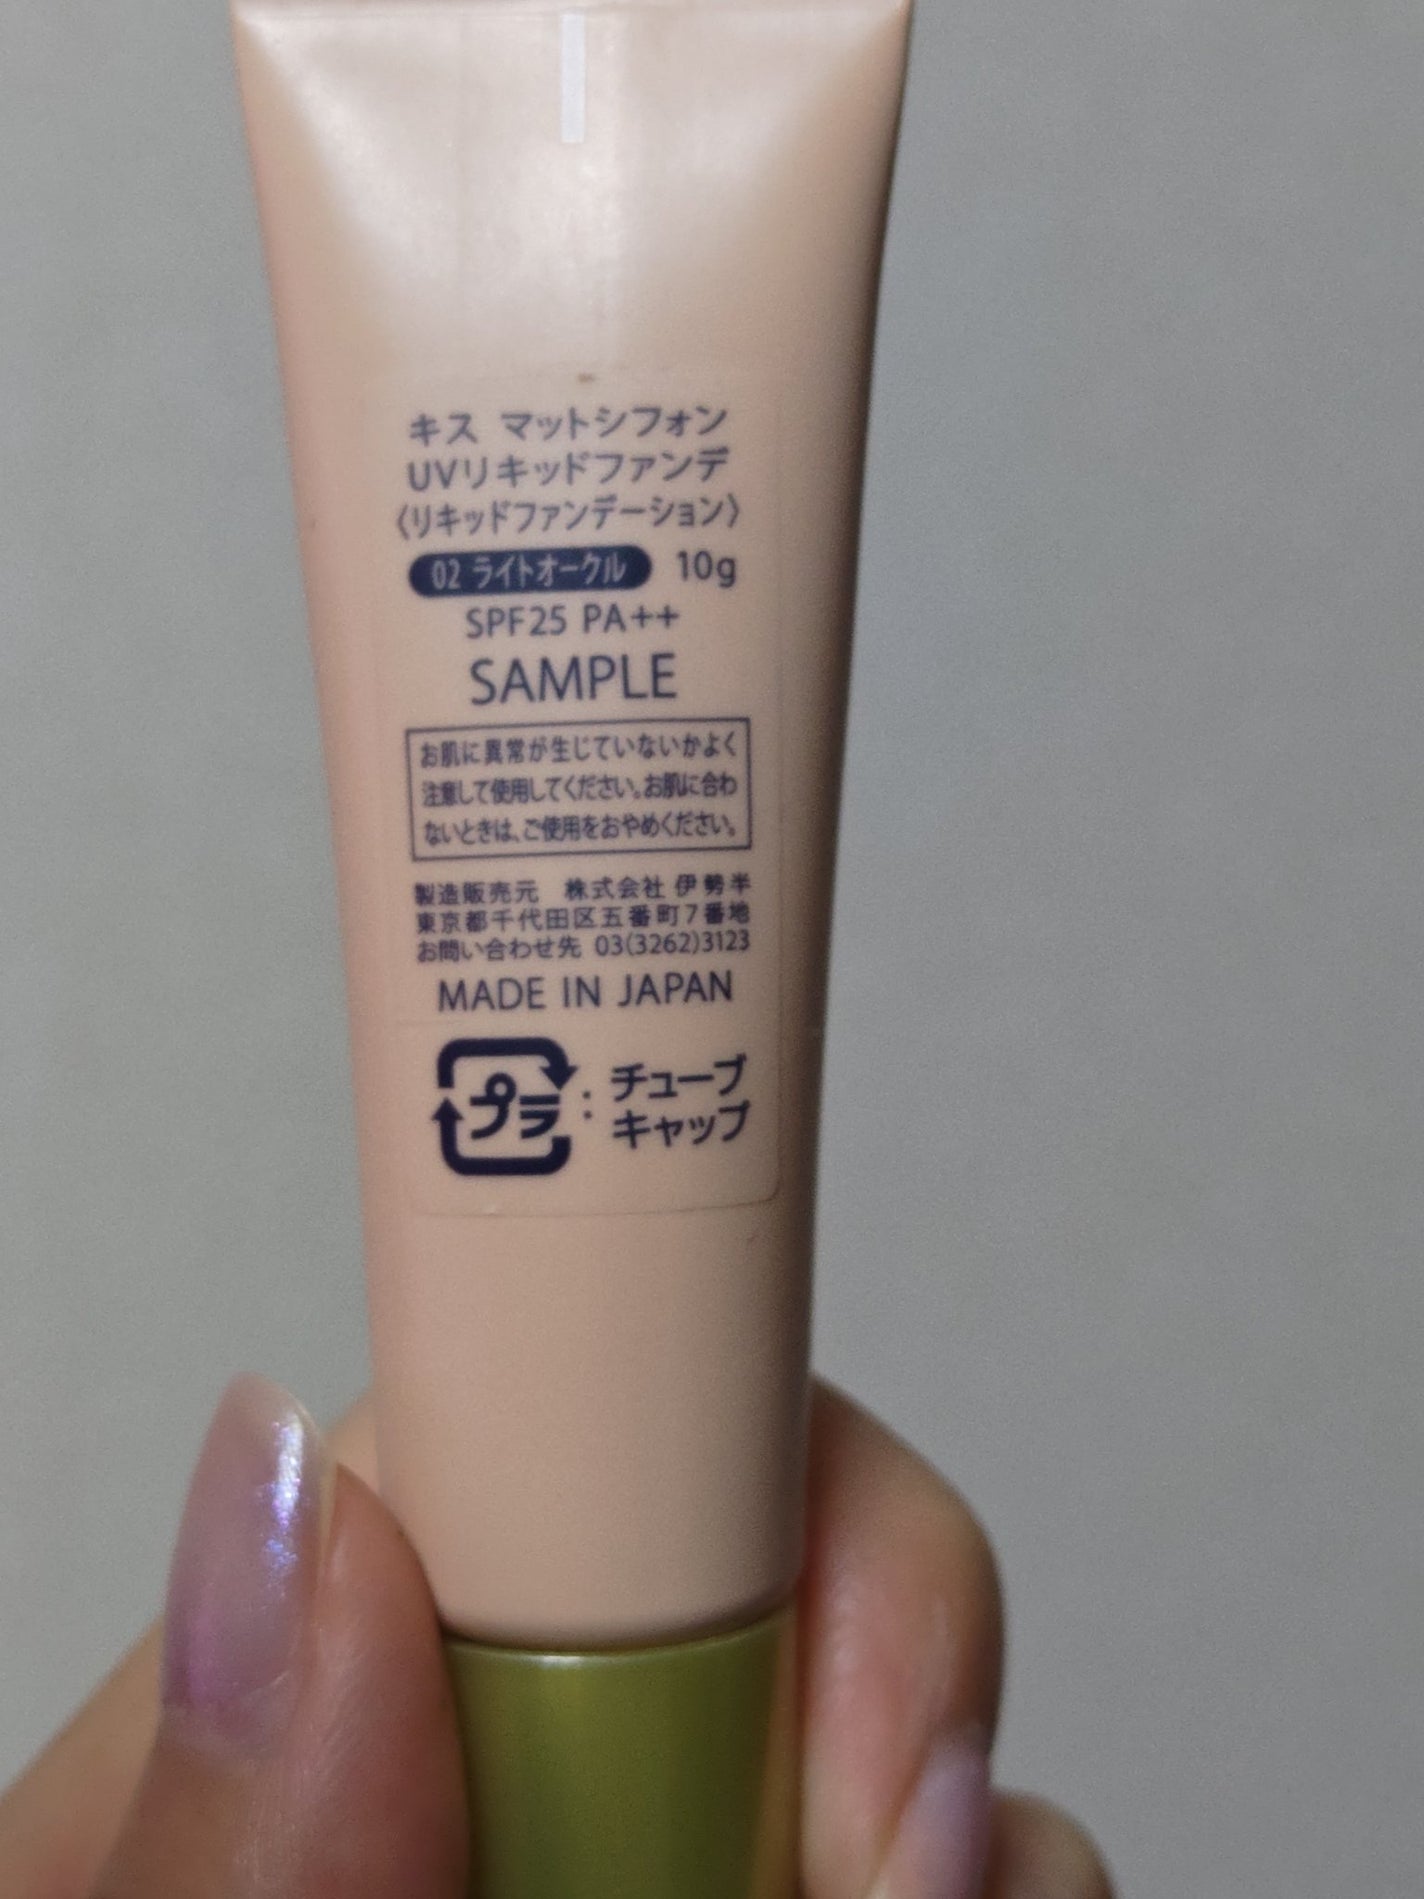 キス マットシフォン
UVリキッドファンデ
〈リキッドファンデーション〉
02 ライトオークル 10g
SPF25 PA++
SAMPLE
お肌に異常が生じていないかよく
注意して使用してください。お肌に合わ
ないときは、ご使用をおやめください。
製造販売元 株式会社 伊勢半
東京都千代田区五番町7番地
お問い合わせ先 03(3262)3123
MADE IN JAPAN
プラ : チューブ
キャップ